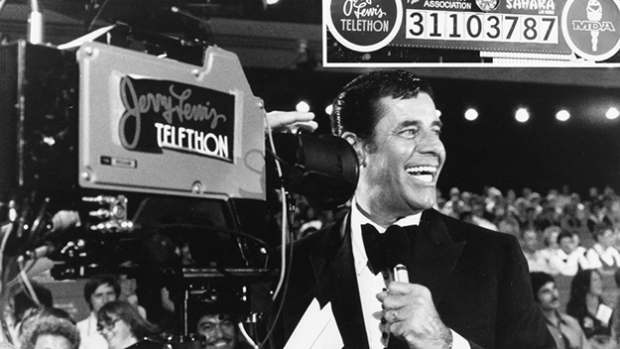 Jerry Lewis
TELETHON
ASSOCIATION
SAHARA
31103787
MDA
Jerry Lewis
TELETHON